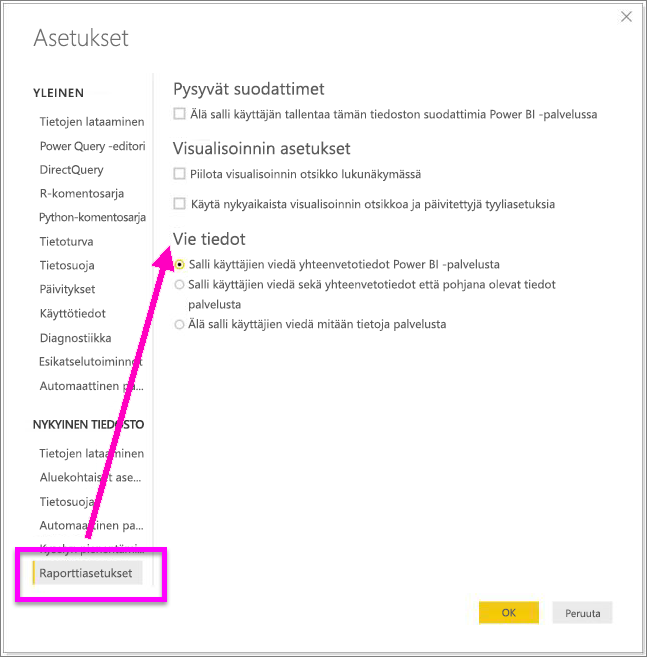 Asetukset
YLEINEN
Tietojen lataaminen
Power Query -editori
DirectQuery
R-komentosarja
Python-komentosarja
Tietoturva
Tietosuoja
Päivitykset
Käyttötiedot
Diagnostiikka
Esikatselutoiminnot
Automaattinen pa...
NYKYINEN TIEDOSTO
Tietojen lataaminen
Aluekohtaiset ase...
Tietosuoja
Automaattinen pa...
Kyselyn pienentämi...
Raporttiasetukset
Pysyvät suodattimet
Älä salli käyttäjän tallentaa tämän tiedoston suodattimia Power BI -palvelussa
Visualisoinnin asetukset
Piilota visualisoinnin otsikko lukunäkymässä
Käytä nykyaikaista visualisoinnin otsikkoa ja päivitettyjä tyyliasetuksia
Vie tiedot
Salli käyttäjien viedä yhteenvetotiedot Power BI -palvelusta
Salli käyttäjien viedä sekä yhteenvetotiedot että pohjana olevat tiedot
palvelusta
Älä salli käyttäjien viedä mitään tietoja palvelusta
OK
Peruuta